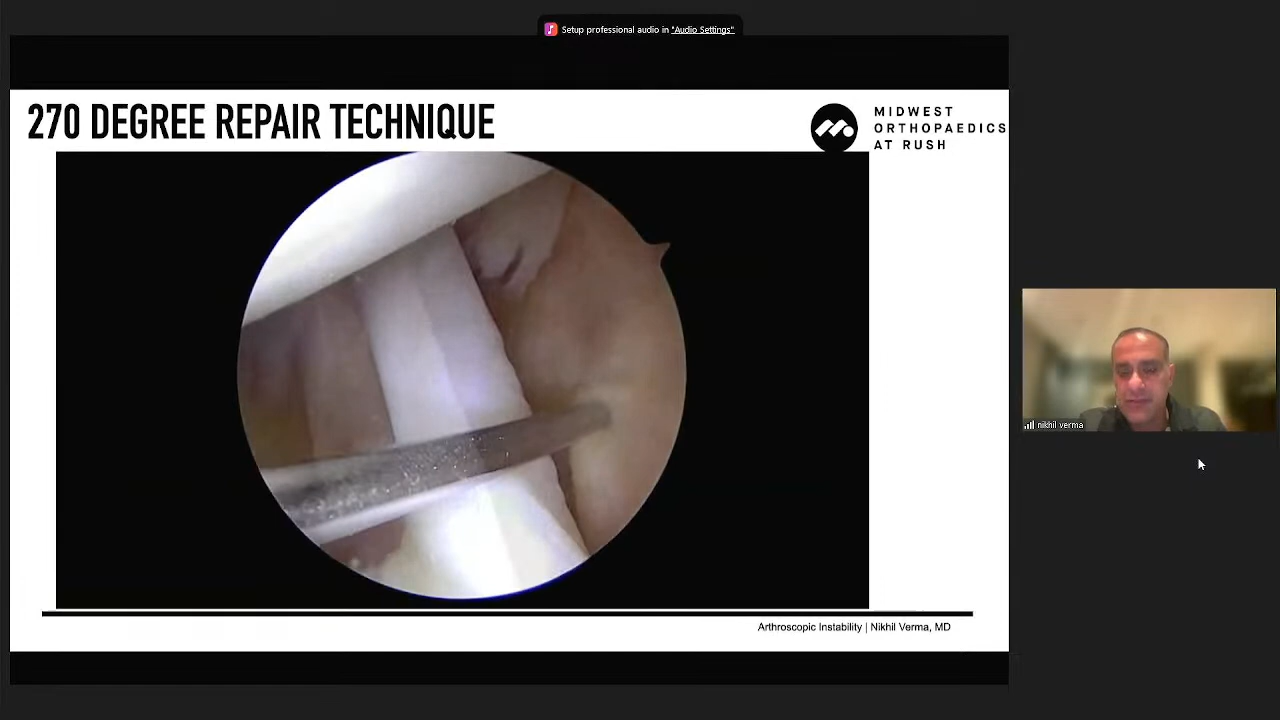 Setup professional audio in "Audio Settings"
270 DEGREE REPAIR TECHNIQUE
MIDWEST
ORTHOPAEDICS
AT RUSH
nikhil verma
Arthroscopic Instability | Nikhil Verma, MD